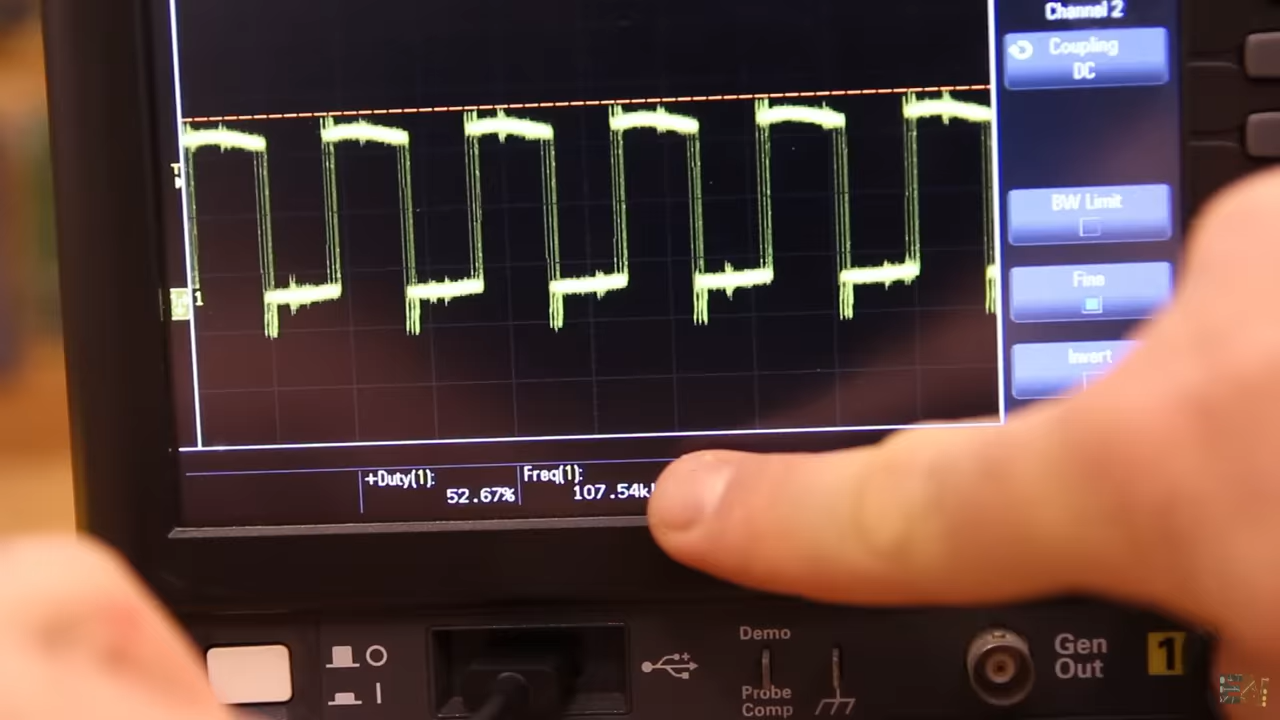 Channel 2
Coupling
DC
BW Limit
Fine
Invert
T
1
+Duty(1):
52.67%
Freq(1):
107.54k
Demo
Probe
Comp
Gen
Out
1